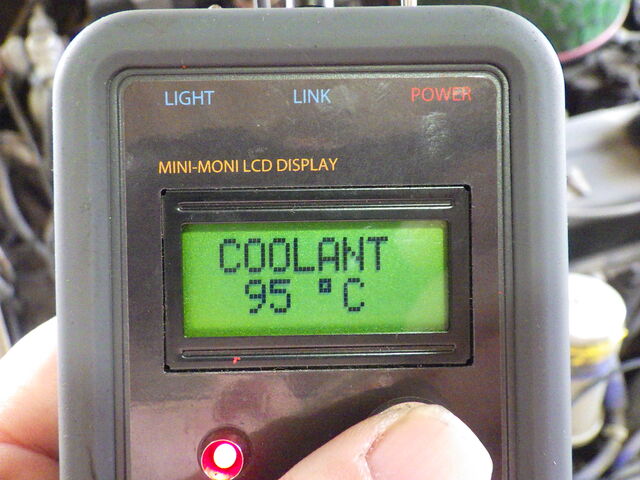 LIGHT LINK POWER
MINI-MONI LCD DISPLAY
COOLANT
95 °C